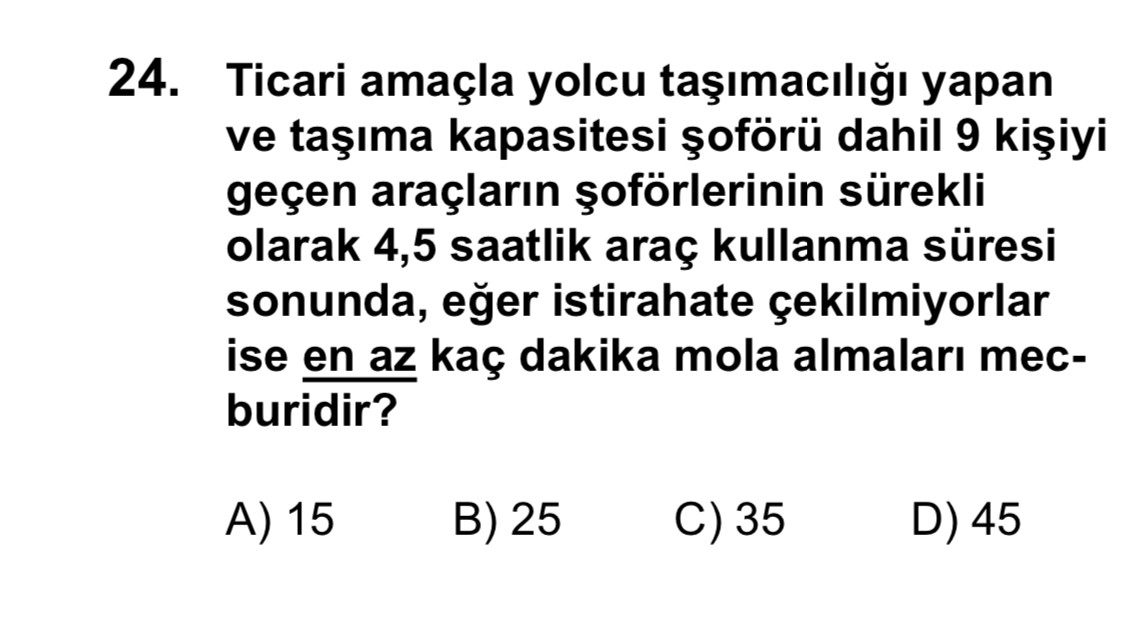 24. Ticari amaçla yolcu taşımacılığı yapan
ve taşıma kapasitesi şoförü dahil 9 kişiyi
geçen araçların şoförlerinin sürekli
olarak 4,5 saatlik araç kullanma süresi
sonunda, eğer istirahate çekilmiyorlar
ise en az kaç dakika mola almaları mec-
buridir?
A) 15 B) 25 C) 35 D) 45